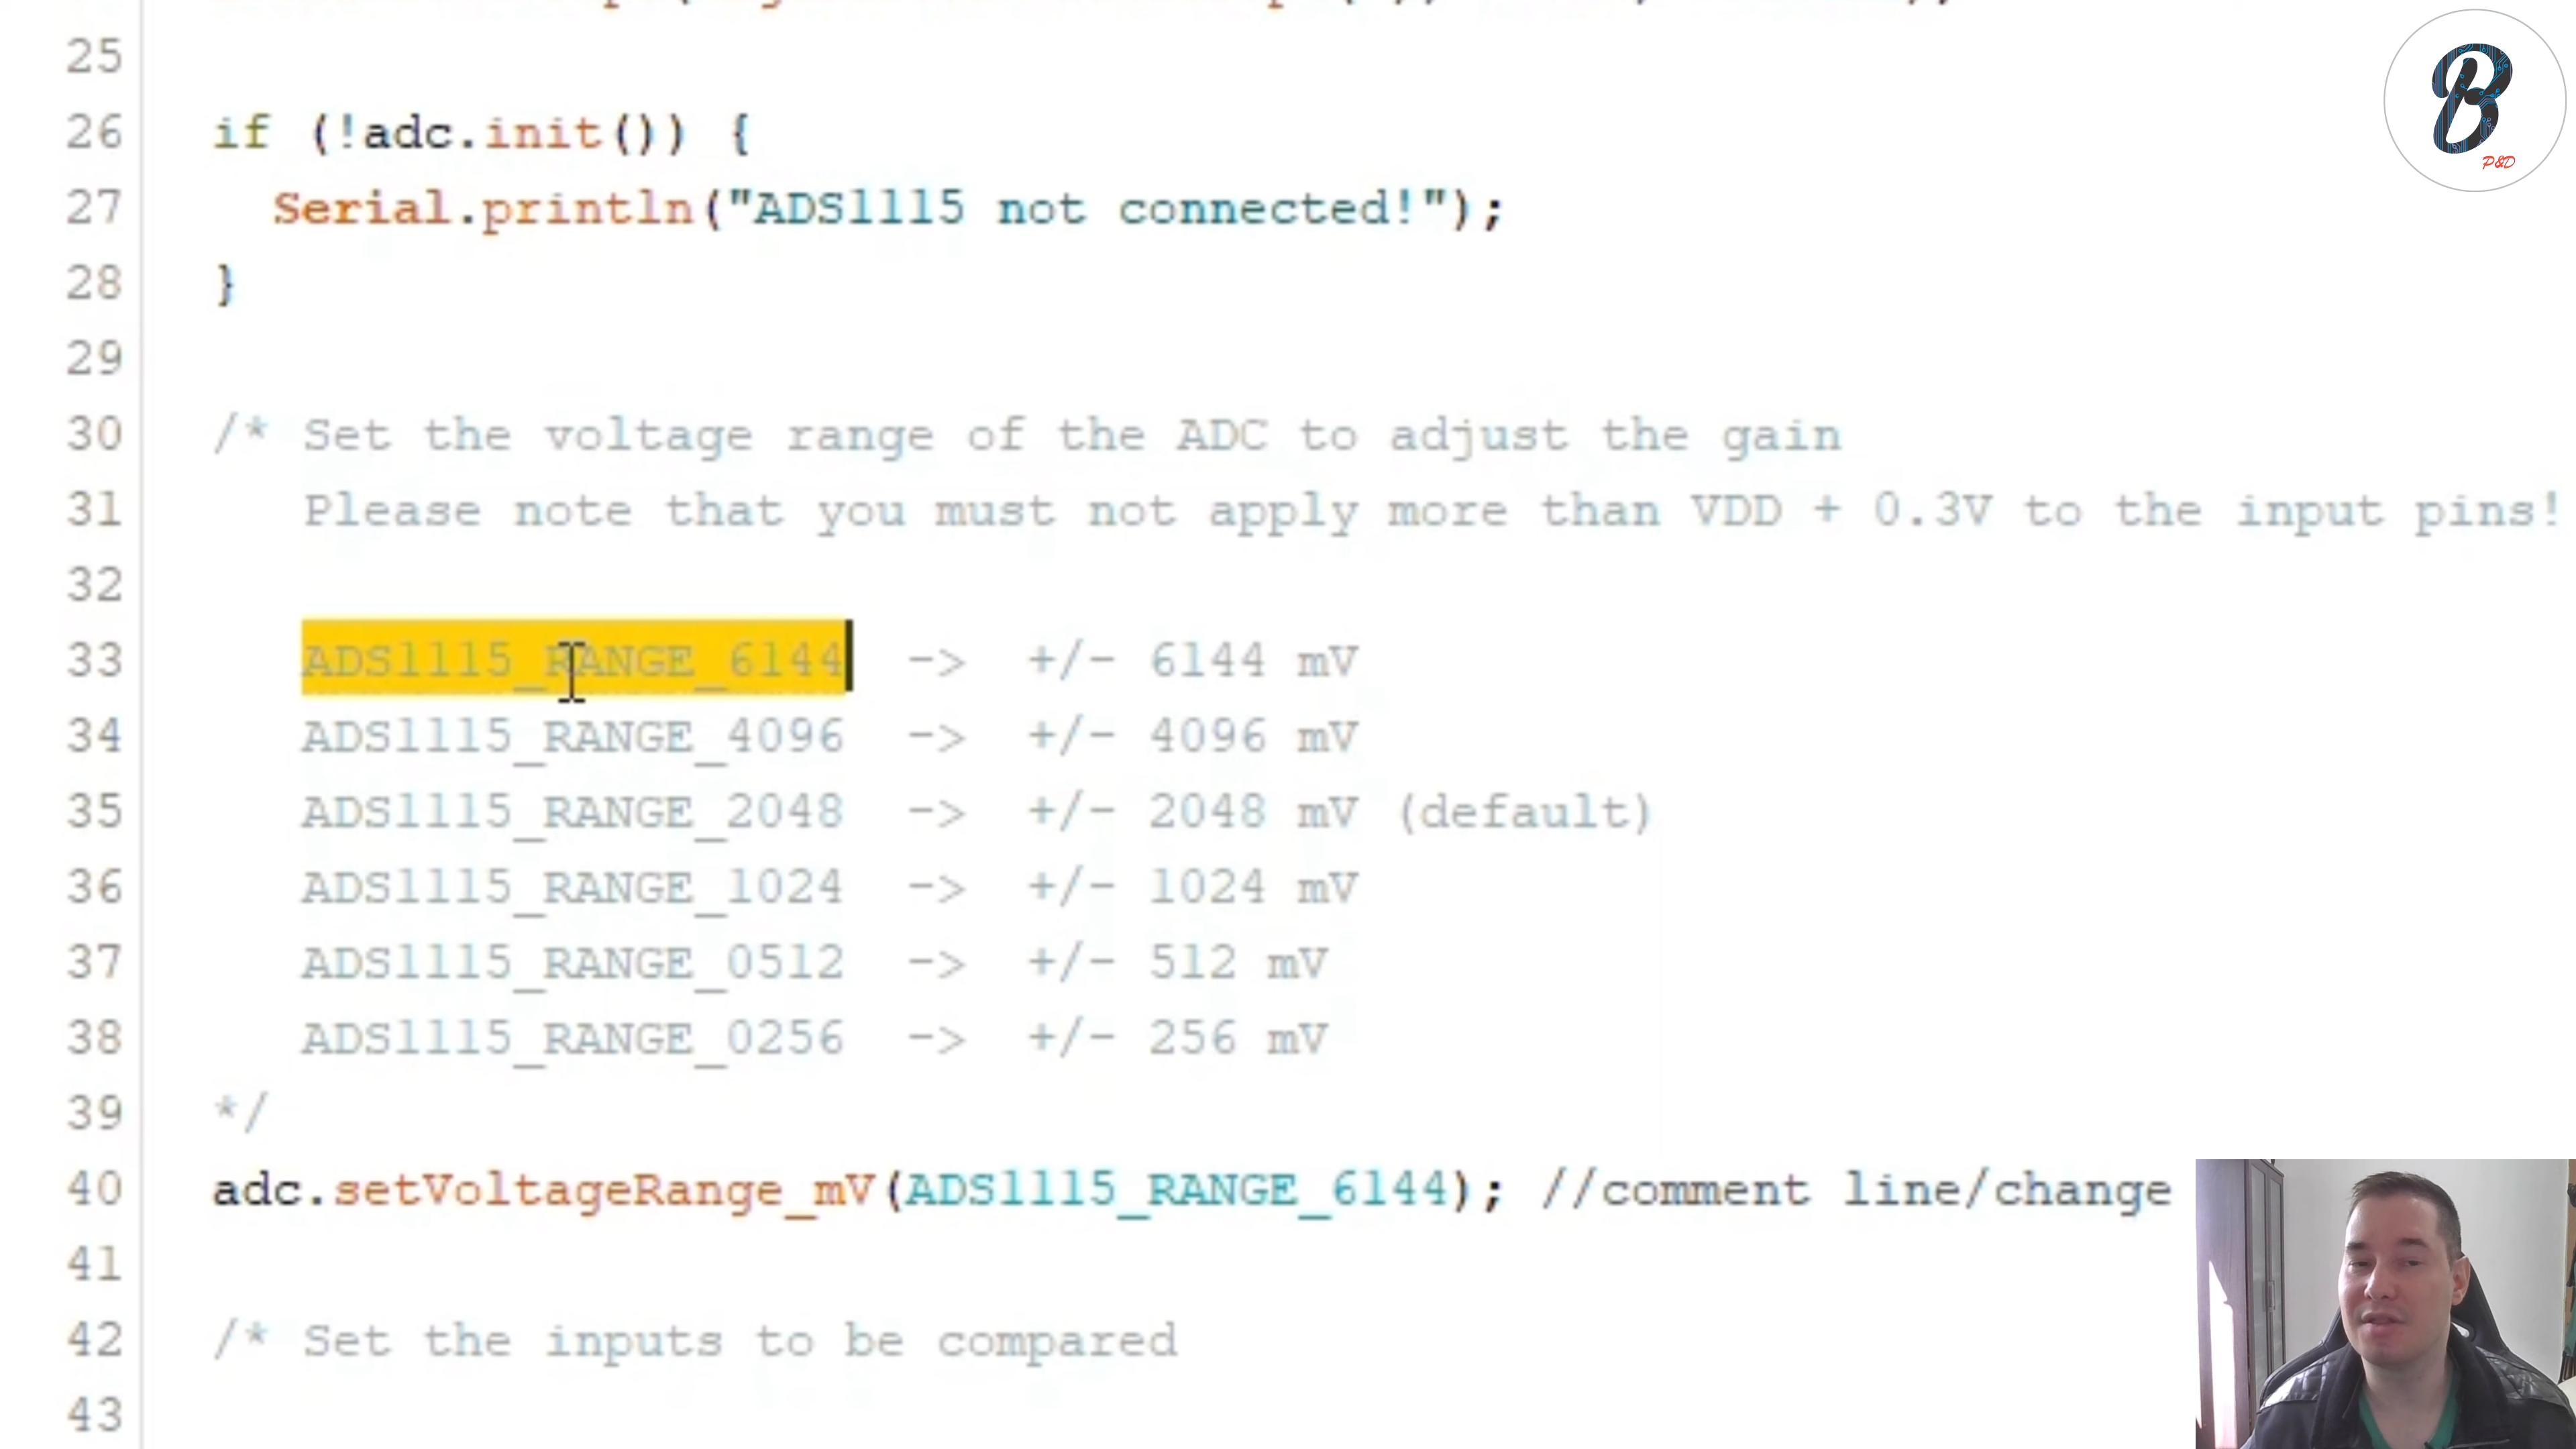 25
26 if (!adc.init()) {
27 Serial.println("ADS1115 not connected!");
28 }
29
30 /* Set the voltage range of the ADC to adjust the gain
31 Please note that you must not apply more than VDD + 0.3V to the input pins!
32
33 ADS1115_RANGE_6144 -> +/- 6144 mV
34 ADS1115_RANGE_4096 -> +/- 4096 mV
35 ADS1115_RANGE_2048 -> +/- 2048 mV (default)
36 ADS1115_RANGE_1024 -> +/- 1024 mV
37 ADS1115_RANGE_0512 -> +/- 512 mV
38 ADS1115_RANGE_0256 -> +/- 256 mV
39 */
40 adc.setVoltageRange_mV(ADS1115_RANGE_6144); //comment line/change
41
42 /* Set the inputs to be compared
43
B
P&D